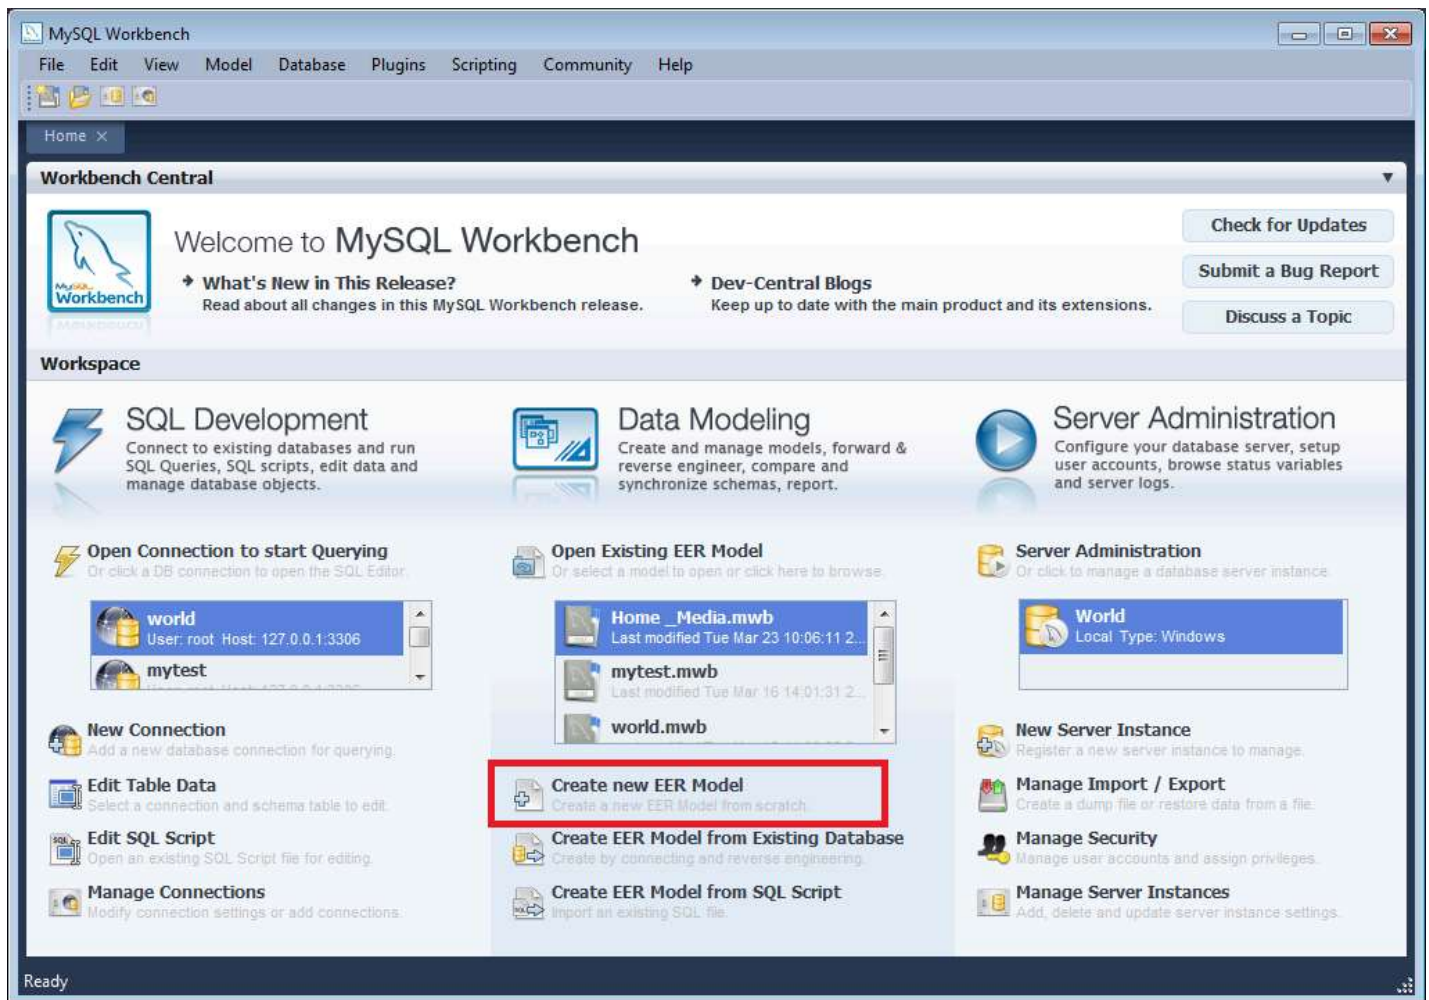 MySQL Workbench
File Edit View Model Database Plugins Scripting Community Help
Home
Workbench Central
MySQL
Workbench
Welcome to MySQL Workbench
What's New in This Release?
Read about all changes in this MySQL Workbench release.
Dev-Central Blogs
Keep up to date with the main product and its extensions.
Check for Updates
Submit a Bug Report
Discuss a Topic
Workspace
SQL Development
Connect to existing databases and run
SQL Queries, SQL scripts, edit data and
manage database objects.
Open Connection to start Querying
Or click a DB connection to open the SQL Editor.
world
User: root Host: 127.0.0.1:3306
mytest
New Connection
Add a new database connection for querying.
Edit Table Data
Select a connection and schema table to edit.
Edit SQL Script
Open an existing SQL Script file for editing.
Manage Connections
Modify connection settings or add connections.
Data Modeling
Create and manage models, forward &
reverse engineer, compare and
synchronize schemas, report.
Open Existing EER Model
Or select a model to open or click here to browse.
Home _Media.mwb
Last modified Tue Mar 23 10:06:11 2...
mytest.mwb
Last modified Tue Mar 16 14:01:31 2...
world.mwb
Create new EER Model
Create a new EER Model from scratch.
Create EER Model from Existing Database
Create by connecting and reverse engineering.
Create EER Model from SQL Script
Import an existing SQL file.
Server Administration
Configure your database server, setup
user accounts, browse status variables
and server logs.
Server Administration
Or click to manage a database server instance.
World
Local Type: Windows
New Server Instance
Register a new server instance to manage.
Manage Import / Export
Create a dump file or restore data from a file.
Manage Security
Manage user accounts and assign privileges.
Manage Server Instances
Add, delete and update server instance settings.
Ready